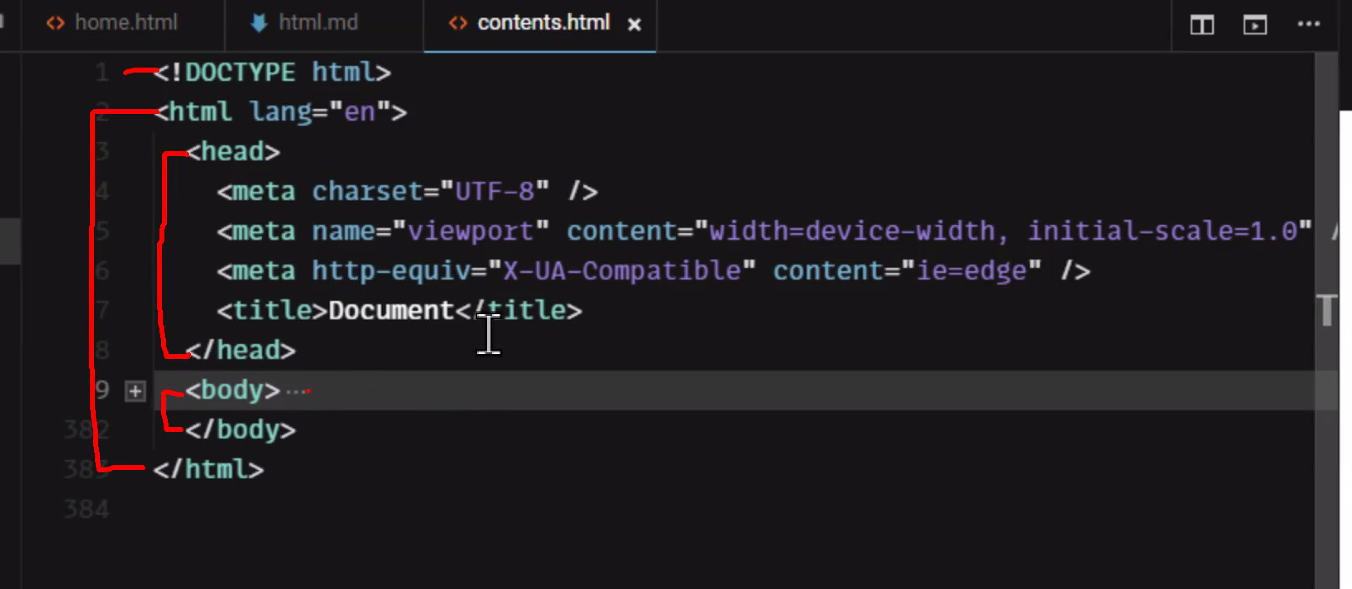 home.html html.md contents.html ×
1 <!DOCTYPE html>
2 <html lang="en">
3 <head>
4 <meta charset="UTF-8" />
5 <meta name="viewport" content="width=device-width, initial-scale=1.0" /
6 <meta http-equiv="X-UA-Compatible" content="ie=edge" />
7 <title>Document</title>
8 </head>
9 <body>···
382 </body>
383 </html>
384